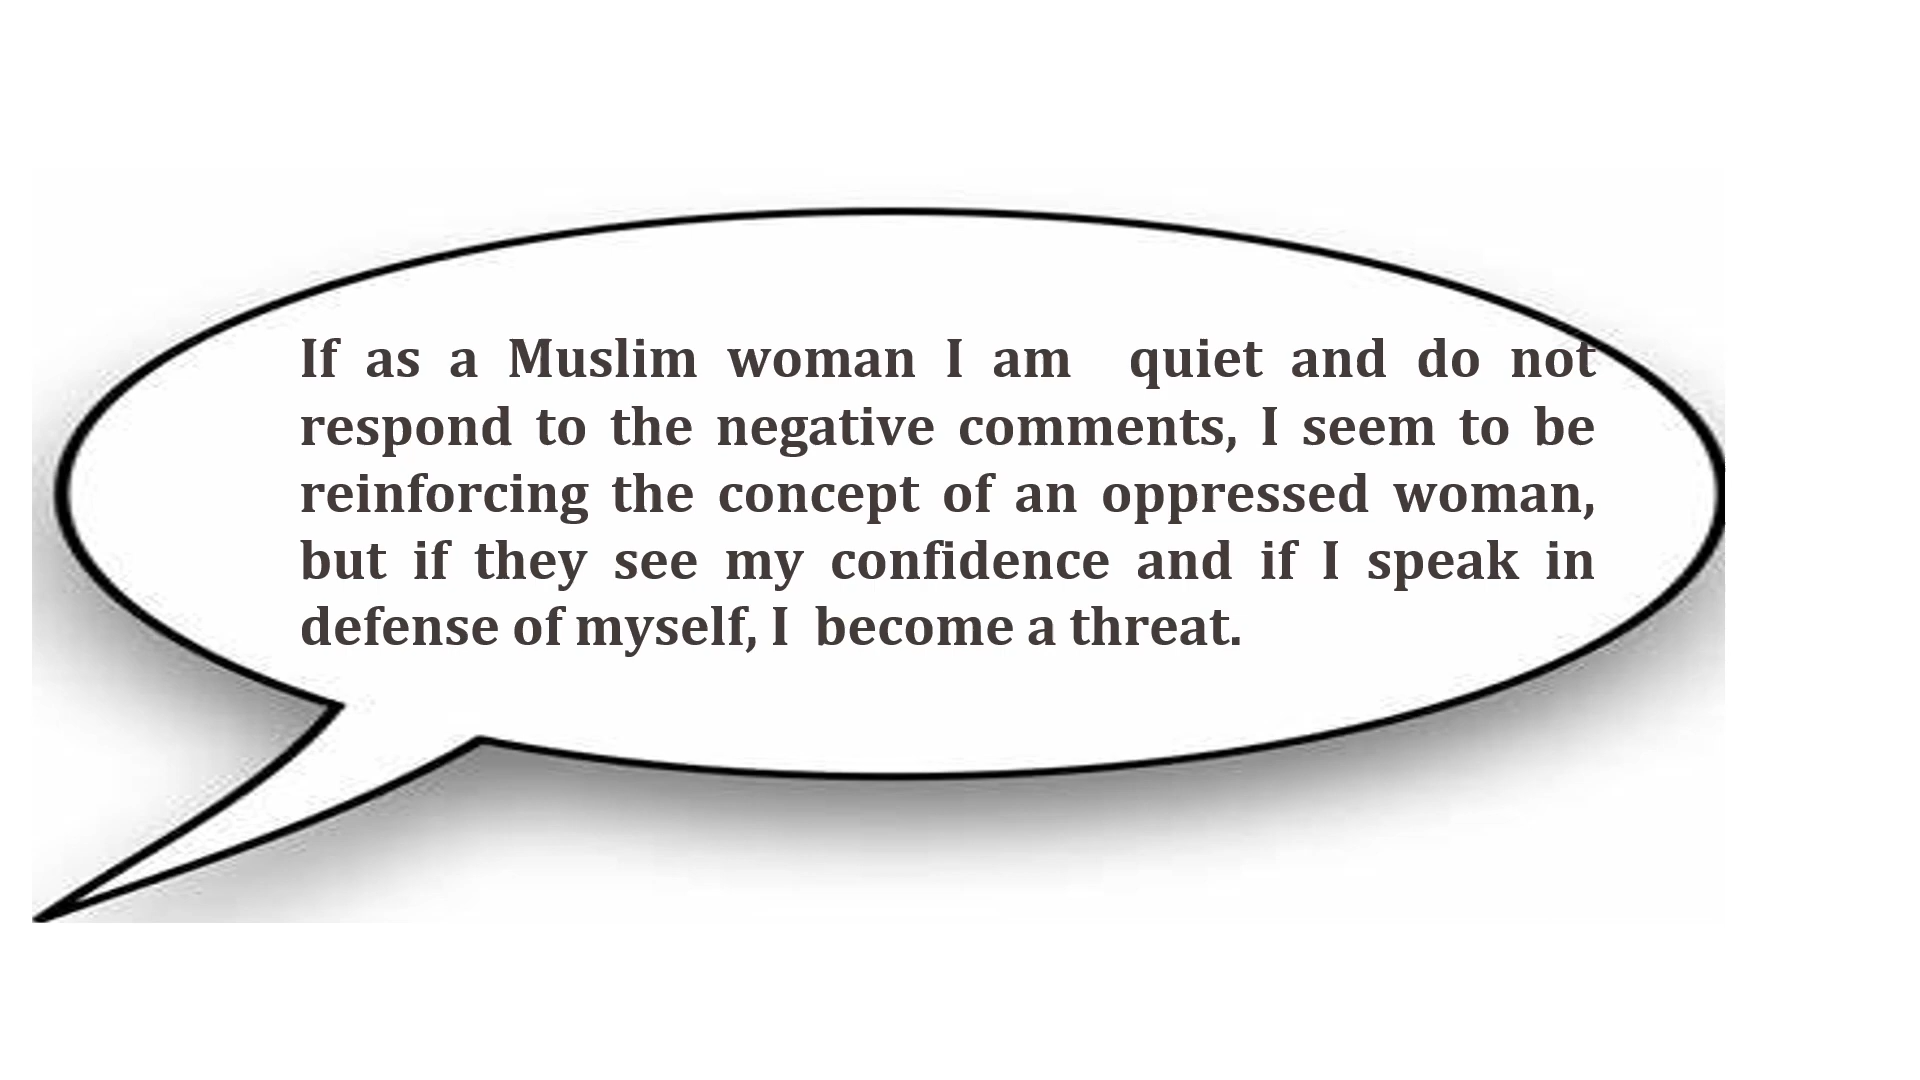 If as a Muslim woman I am quiet and do not
respond to the negative comments, I seem to be
reinforcing the concept of an oppressed woman,
but if they see my confidence and if I speak in
defense of myself, I become a threat.